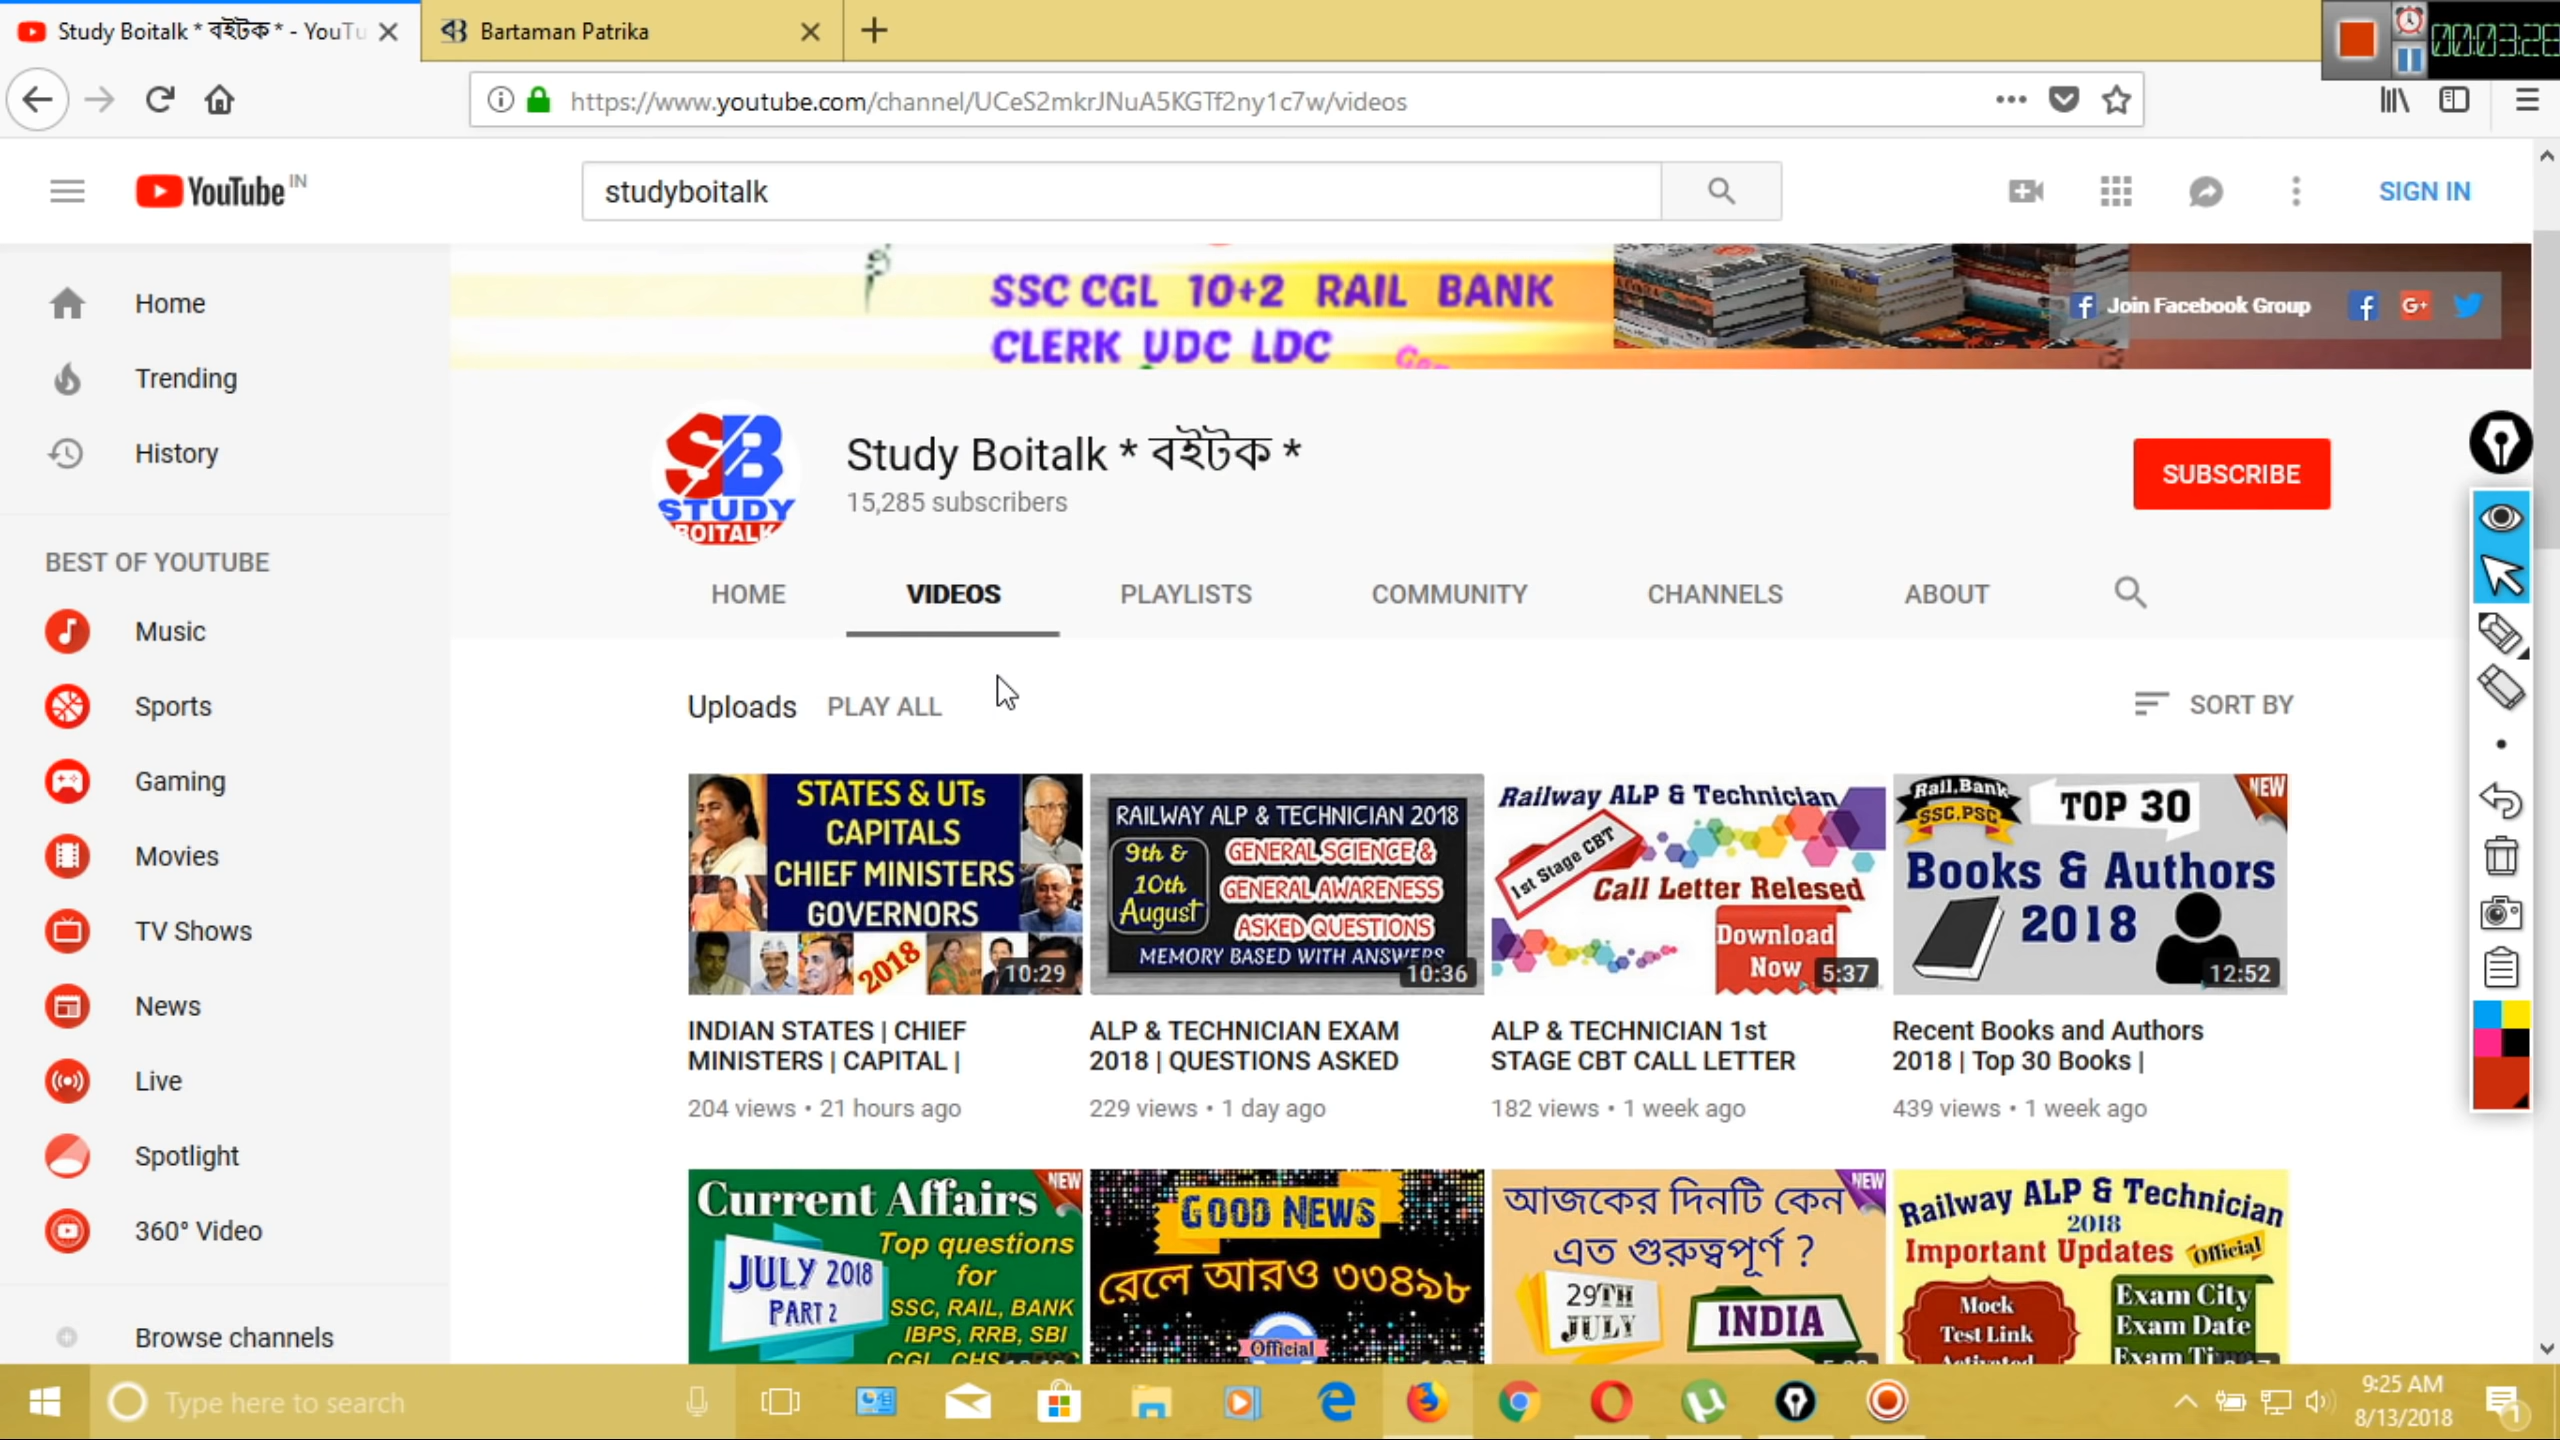 Study Boitalk * বইটক * - YouTu
Bartaman Patrika
00:03:28
https://www.youtube.com/channel/UCeS2mkrJNuA5KGTf2ny1c7w/videos
YouTube IN
studyboitalk
SIGN IN
Home
Trending
History
BEST OF YOUTUBE
Music
Sports
Gaming
Movies
TV Shows
News
Live
Spotlight
360° Video
Browse channels
SSC CGL 10+2 RAIL BANK
CLERK UDC LDC
Join Facebook Group
SB
STUDY
BOITALK
Study Boitalk * বইটক *
15,285 subscribers
SUBSCRIBE
HOME VIDEOS PLAYLISTS COMMUNITY CHANNELS ABOUT
Uploads PLAY ALL
SORT BY
STATES & UTs
CAPITALS
CHIEF MINISTERS
GOVERNORS
2018
10:29
INDIAN STATES | CHIEF
MINISTERS | CAPITAL |
204 views • 21 hours ago
RAILWAY ALP & TECHNICIAN 2018
9th &
10th
August
GENERAL SCIENCE &
GENERAL AWARENESS
ASKED QUESTIONS
MEMORY BASED WITH ANSWERS
10:36
ALP & TECHNICIAN EXAM
2018 | QUESTIONS ASKED
229 views • 1 day ago
Railway ALP & Technician
1st Stage CBT
Call Letter Relesed
Download
Now
5:37
ALP & TECHNICIAN 1st
STAGE CBT CALL LETTER
182 views • 1 week ago
Rail,Bank
SSC,PSC
TOP 30
NEW
Books & Authors
2018
12:52
Recent Books and Authors
2018 | Top 30 Books |
439 views • 1 week ago
Current Affairs
NEW
JULY 2018
PART 2
Top questions
for
SSC, RAIL, BANK
IBPS, RRB, SBI
GOOD NEWS
রেলে আরও ৩৩৪৯৮
Official
আজকের দিনটি কেন
এত গুরুত্বপূর্ণ ?
NEW
29TH
JULY
INDIA
Railway ALP & Technician
2018
Important Updates Official
Mock
Test Link
Activated
Exam City
Exam Date
Type here to search
9:25 AM
8/13/2018
1